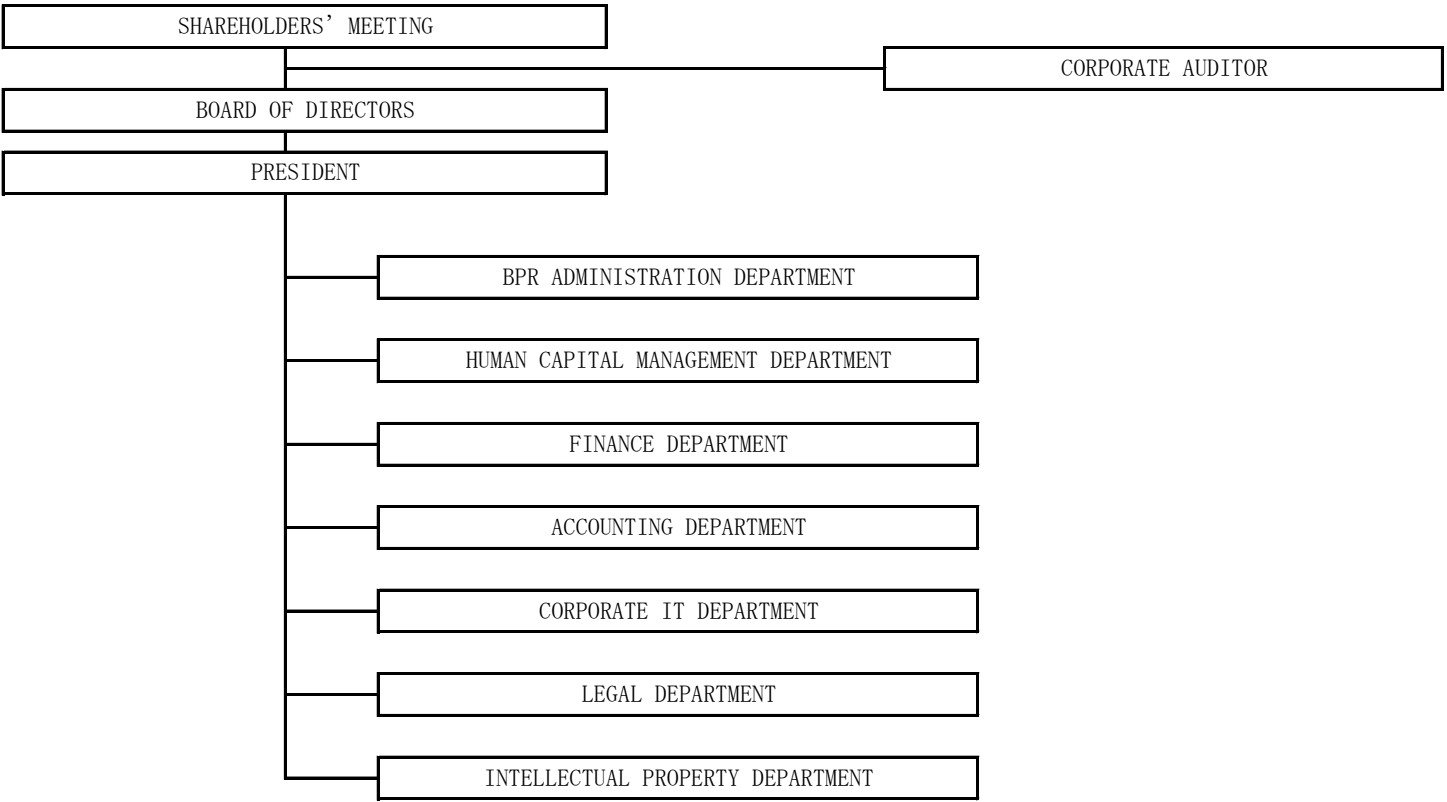 SHAREHOLDERS’ MEETING
CORPORATE AUDITOR
BOARD OF DIRECTORS
PRESIDENT
BPR ADMINISTRATION DEPARTMENT
HUMAN CAPITAL MANAGEMENT DEPARTMENT
FINANCE DEPARTMENT
ACCOUNTING DEPARTMENT
CORPORATE IT DEPARTMENT
LEGAL DEPARTMENT
INTELLECTUAL PROPERTY DEPARTMENT